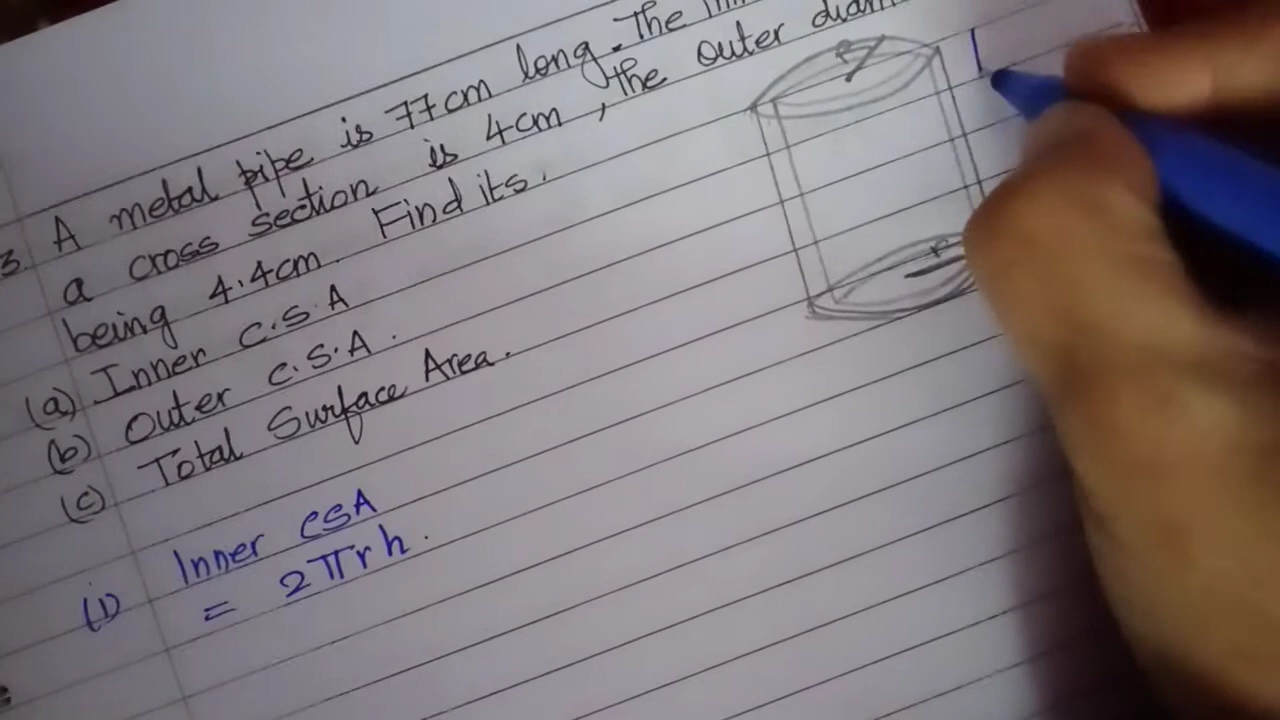 3. A metal pipe is 77cm long. The
a cross section is 4cm, the outer
being 4.4cm. Find its.
(a) Inner C.S.A
(b) Outer C.S.A.
(c) Total Surface Area.
(1) Inner CSA
= 2πrh.